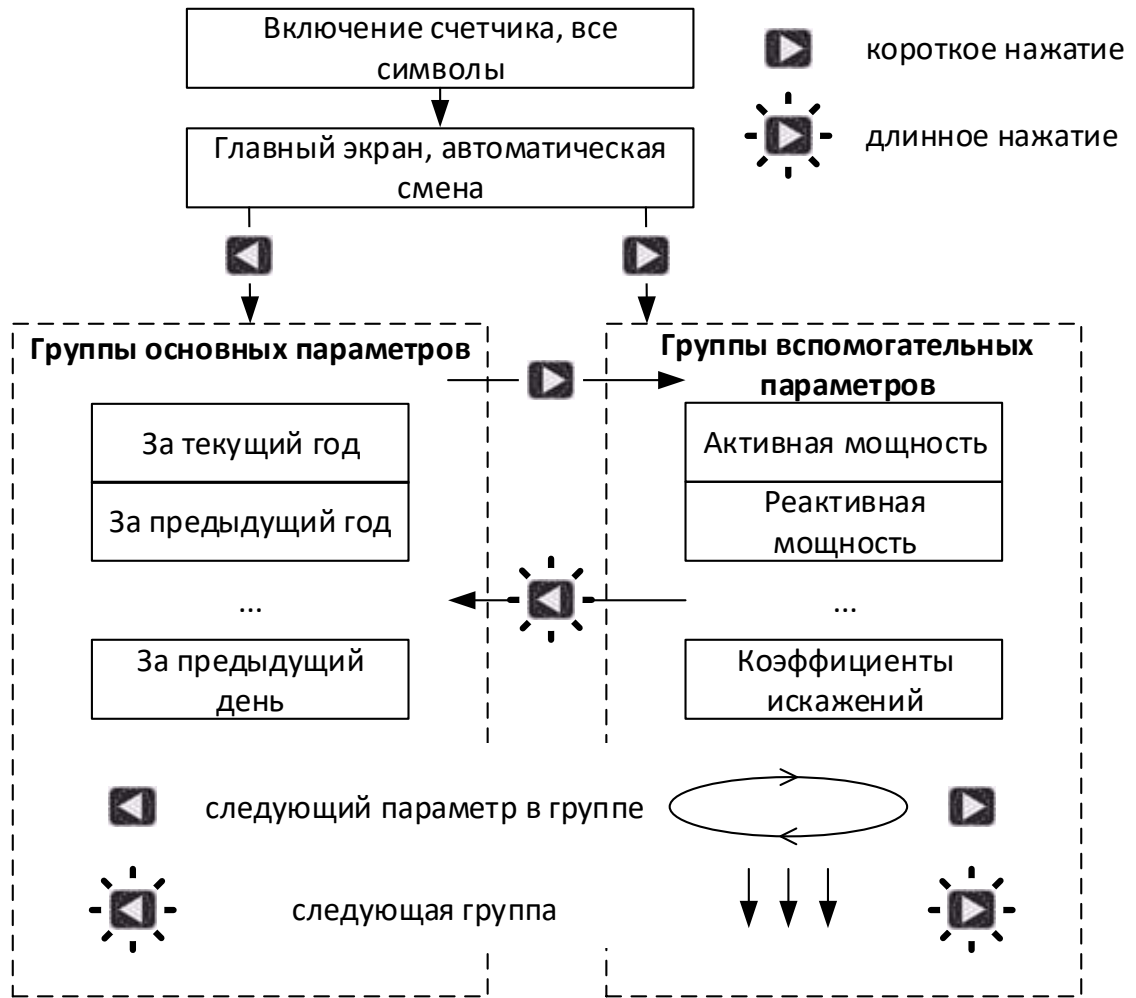 Включение счетчика, все
символы
короткое нажатие
длинное нажатие
Главный экран, автоматическая
смена
Группы основных параметров
Группы вспомогательных
параметров
За текущий год
За предыдущий год
...
За предыдущий
день
Активная мощность
Реактивная
мощность
...
Коэффициенты
искажений
следующий параметр в группе
следующая группа